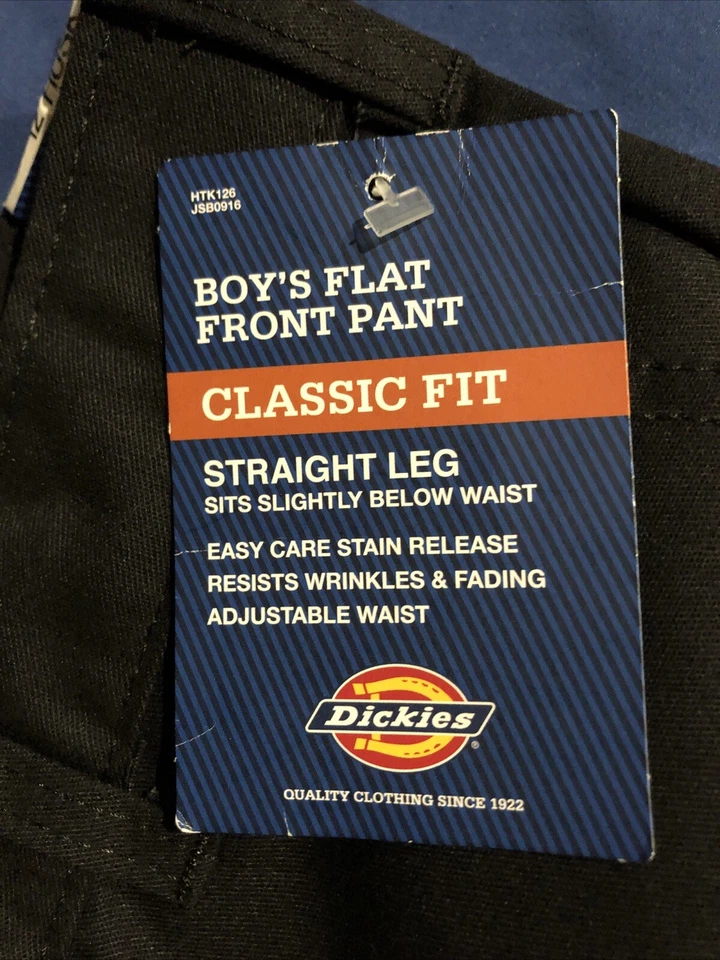 HTK126
JSB0916
BOY'S FLAT
FRONT PANT
CLASSIC FIT
STRAIGHT LEG
SITS SLIGHTLY BELOW WAIST
EASY CARE STAIN RELEASE
RESISTS WRINKLES & FADING
ADJUSTABLE WAIST
Dickies®
QUALITY CLOTHING SINCE 1922